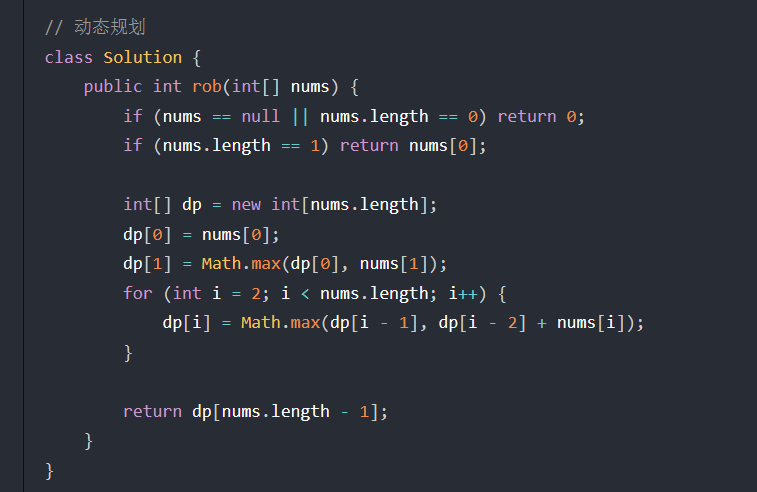 // 动态规划
class Solution {
    public int rob(int[] nums) {
        if (nums == null || nums.length == 0) return 0;
        if (nums.length == 1) return nums[0];

        int[] dp = new int[nums.length];
        dp[0] = nums[0];
        dp[1] = Math.max(dp[0], nums[1]);
        for (int i = 2; i < nums.length; i++) {
            dp[i] = Math.max(dp[i - 1], dp[i - 2] + nums[i]);
        }

        return dp[nums.length - 1];
    }
}